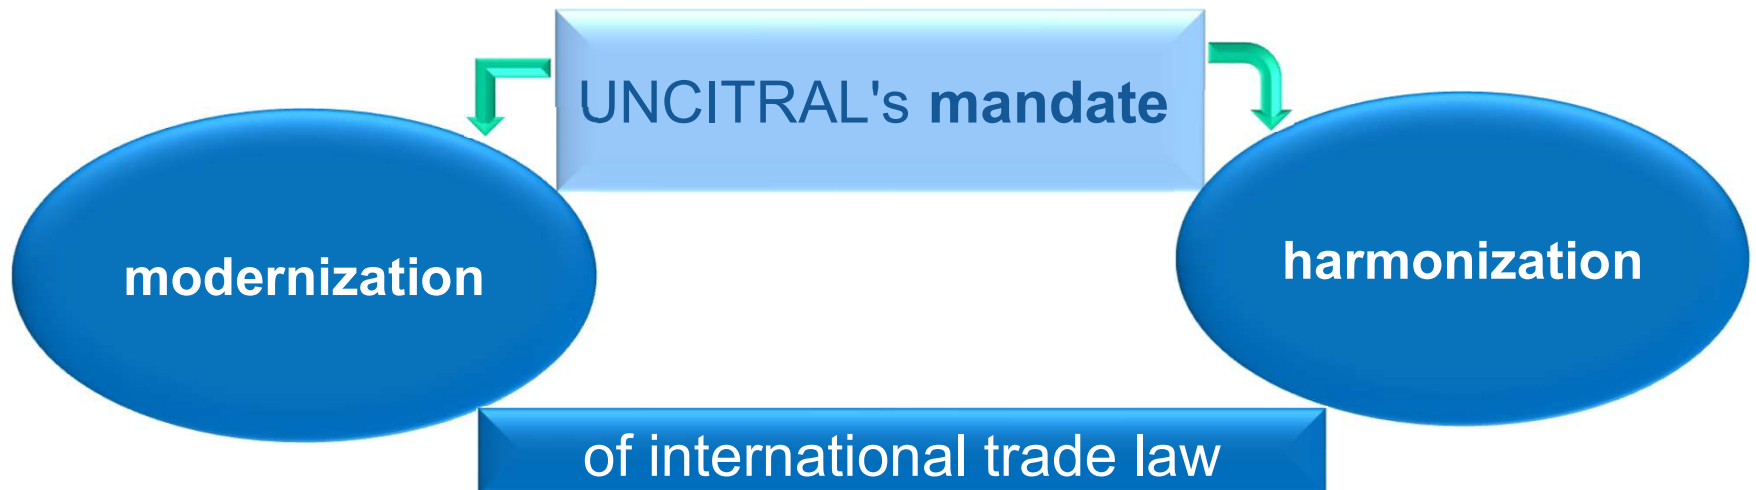 UNCITRAL's mandate
modernization
harmonization
of international trade law